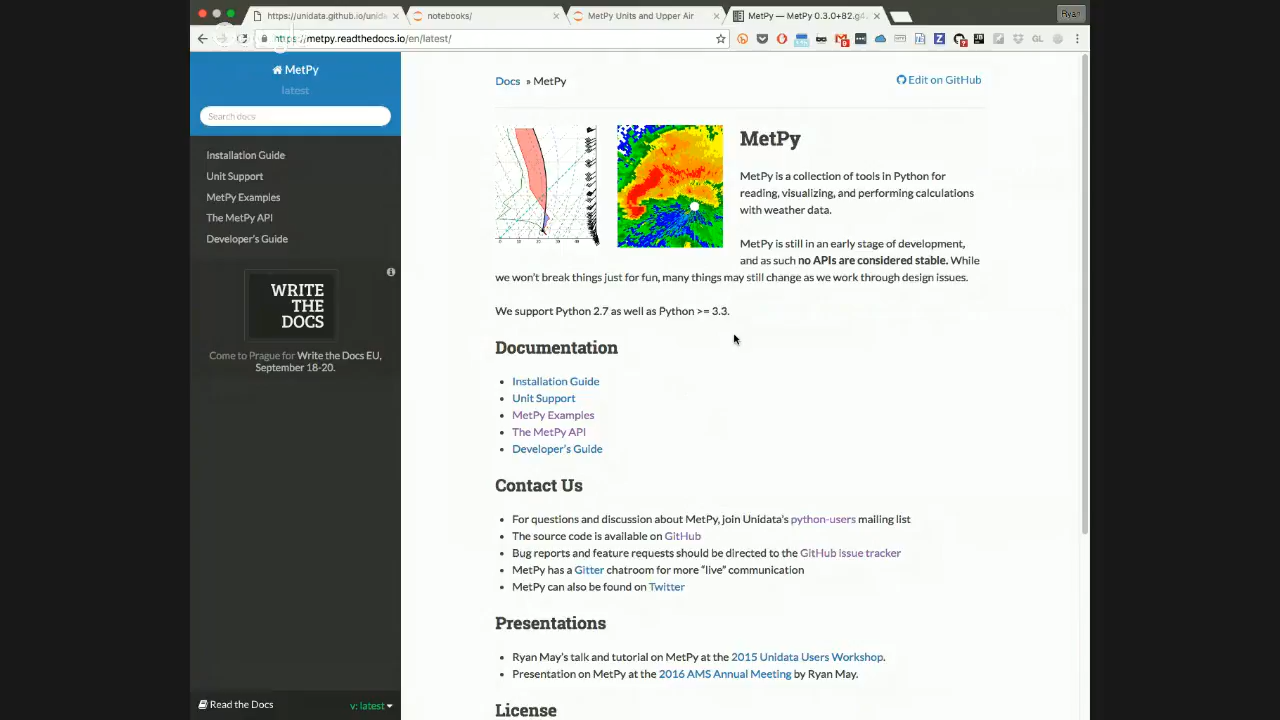 https://unidata.github.io/unid
notebooks/
MetPy Units and Upper Air
MetPy — MetPy 0.3.0+82.g4
Ryan
https://metpy.readthedocs.io/en/latest/
MetPy
latest
Search docs
Installation Guide
Unit Support
MetPy Examples
The MetPy API
Developer's Guide
WRITE
THE
DOCS
Come to Prague for Write the Docs EU,
September 18-20.
Read the Docs
v: latest
Docs » MetPy
Edit on GitHub
MetPy
MetPy is a collection of tools in Python for
reading, visualizing, and performing calculations
with weather data.
MetPy is still in an early stage of development,
and as such no APIs are considered stable. While
we won't break things just for fun, many things may still change as we work through design issues.
We support Python 2.7 as well as Python >= 3.3.
Documentation
Installation Guide
Unit Support
MetPy Examples
The MetPy API
Developer's Guide
Contact Us
For questions and discussion about MetPy, join Unidata's python-users mailing list
The source code is available on GitHub
Bug reports and feature requests should be directed to the GitHub issue tracker
MetPy has a Gitter chatroom for more “live” communication
MetPy can also be found on Twitter
Presentations
Ryan May's talk and tutorial on MetPy at the 2015 Unidata Users Workshop.
Presentation on MetPy at the 2016 AMS Annual Meeting by Ryan May.
License